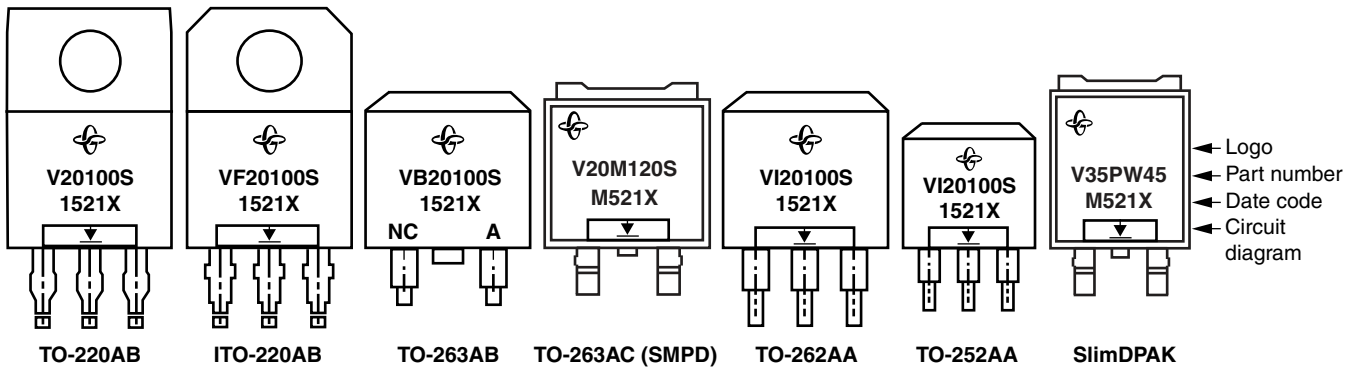 V20100S
1521X
TO-220AB
VF20100S
1521X
ITO-220AB
VB20100S
1521X
NC A
TO-263AB
V20M120S
M521X
TO-263AC (SMPD)
VI20100S
1521X
TO-262AA
VI20100S
1521X
TO-252AA
V35PW45
M521X
SlimDPAK
Logo
Part number
Date code
Circuit
diagram